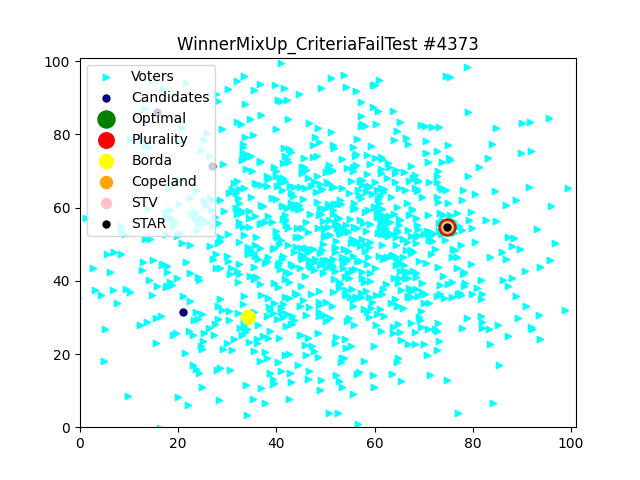 WinnerMixUp_CriteriaFailTest #4373
Voters
Candidates
Optimal
Plurality
Borda
Copeland
STV
STAR
100
80
60
40
20
0
0 20 40 60 80 100